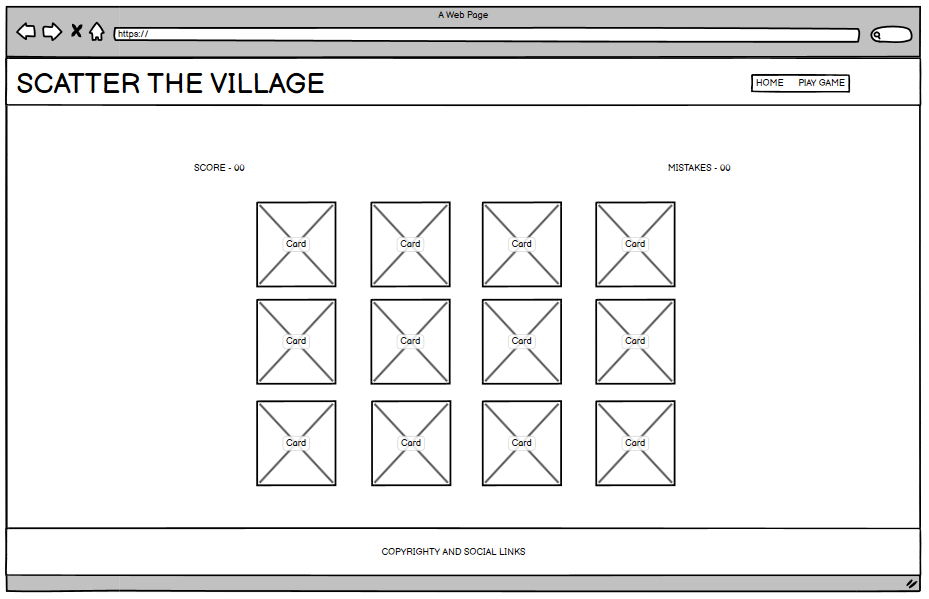 A Web Page
https://
SCATTER THE VILLAGE
HOME PlAY GAME
SCORE - 00
MISTAKES - 00
Card Card Card Card
Card Card Card Card
Card Card Card Card
COPYRIGHTY AND SOCIAL LINKS